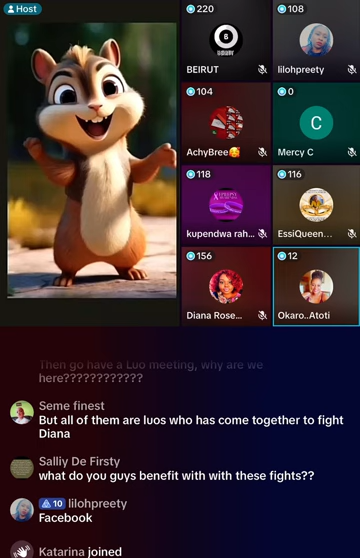 Host
220
108
BEIRUT
lilohpreety
104
0
C
AchyBree🥰
Mercy C
118
116
kupendwa rah...
EssiQueen...
156
12
Diana Rose...
Okaro..Atoti
Then go have a Luo meeting, why are we
here????????????
Seme finest
But all of them are luos who has come together to fight
Diana
Salliy De Firsty
what do you guys benefit with with these fights??
10 lilohpreety
Facebook
Katarina joined